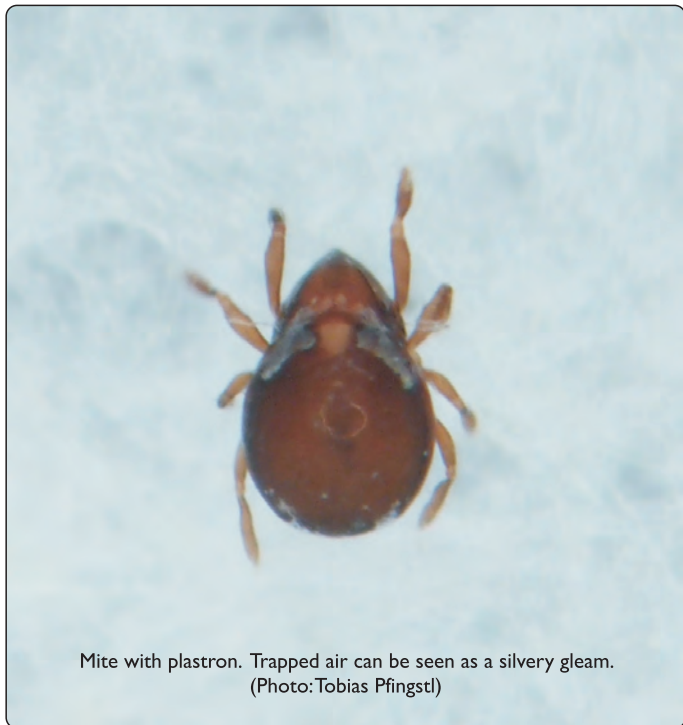 Mite with plastron. Trapped air can be seen as a silvery gleam.
(Photo: Tobias Pfingstl)